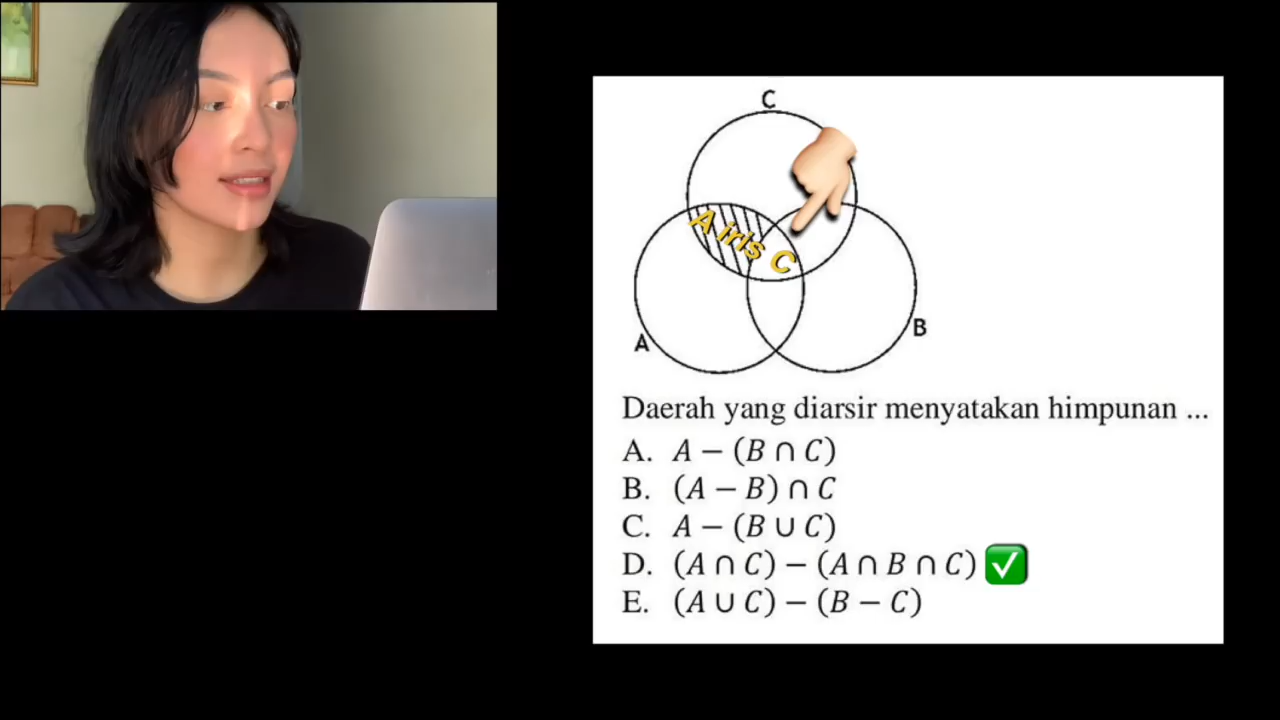 C
A iris C
A
B
Daerah yang diarsir menyatakan himpunan ...
A. A − (B ∩ C)
B. (A − B) ∩ C
C. A − (B ∪ C)
D. (A ∩ C) − (A ∩ B ∩ C) ✅
E. (A ∪ C) − (B − C)